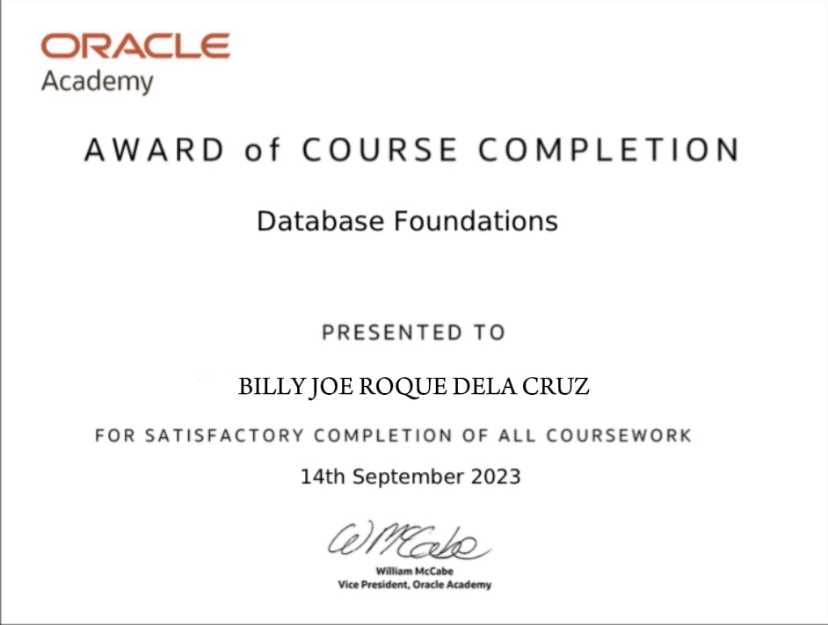 ORACLE
Academy
AWARD of COURSE COMPLETION
Database Foundations
PRESENTED TO
BILLY JOE ROQUE DELA CRUZ
FOR SATISFACTORY COMPLETION OF ALL COURSEWORK
14th September 2023
WMcCabe
William McCabe
Vice President, Oracle Academy